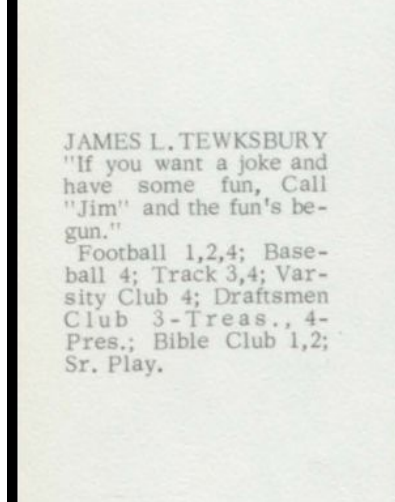 JAMES L. TEWKSBURY
"If you want a joke and
have some fun, Call
"Jim" and the fun's be-
gun."
Football 1,2,4; Base-
ball 4; Track 3,4; Var-
sity Club 4; Draftsmen
Club 3-Treas., 4-
Pres.; Bible Club 1,2;
Sr. Play.